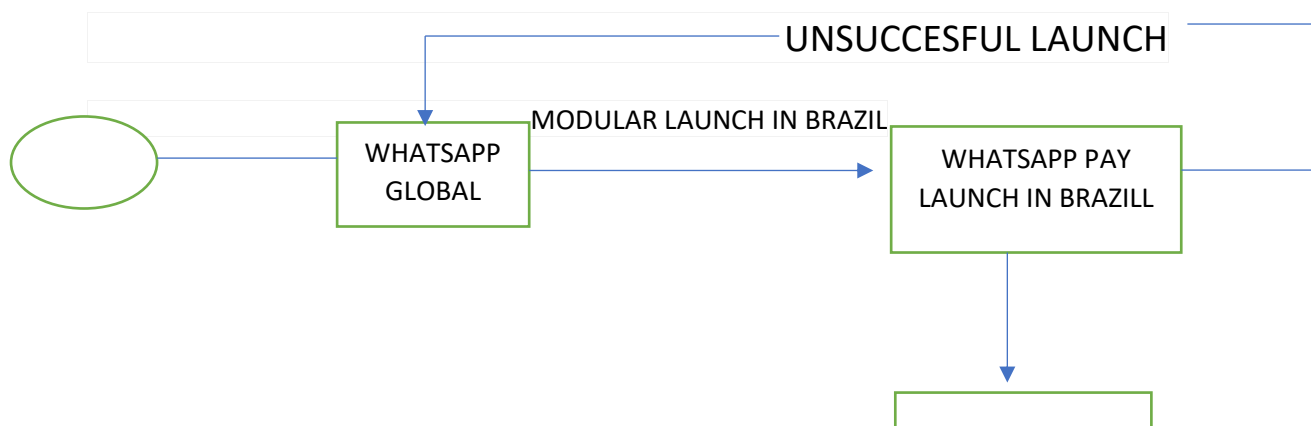 UNSUCCESFUL LAUNCH
MODULAR LAUNCH IN BRAZIL
WHATSAPP
GLOBAL
WHATSAPP PAY
LAUNCH IN BRAZILL